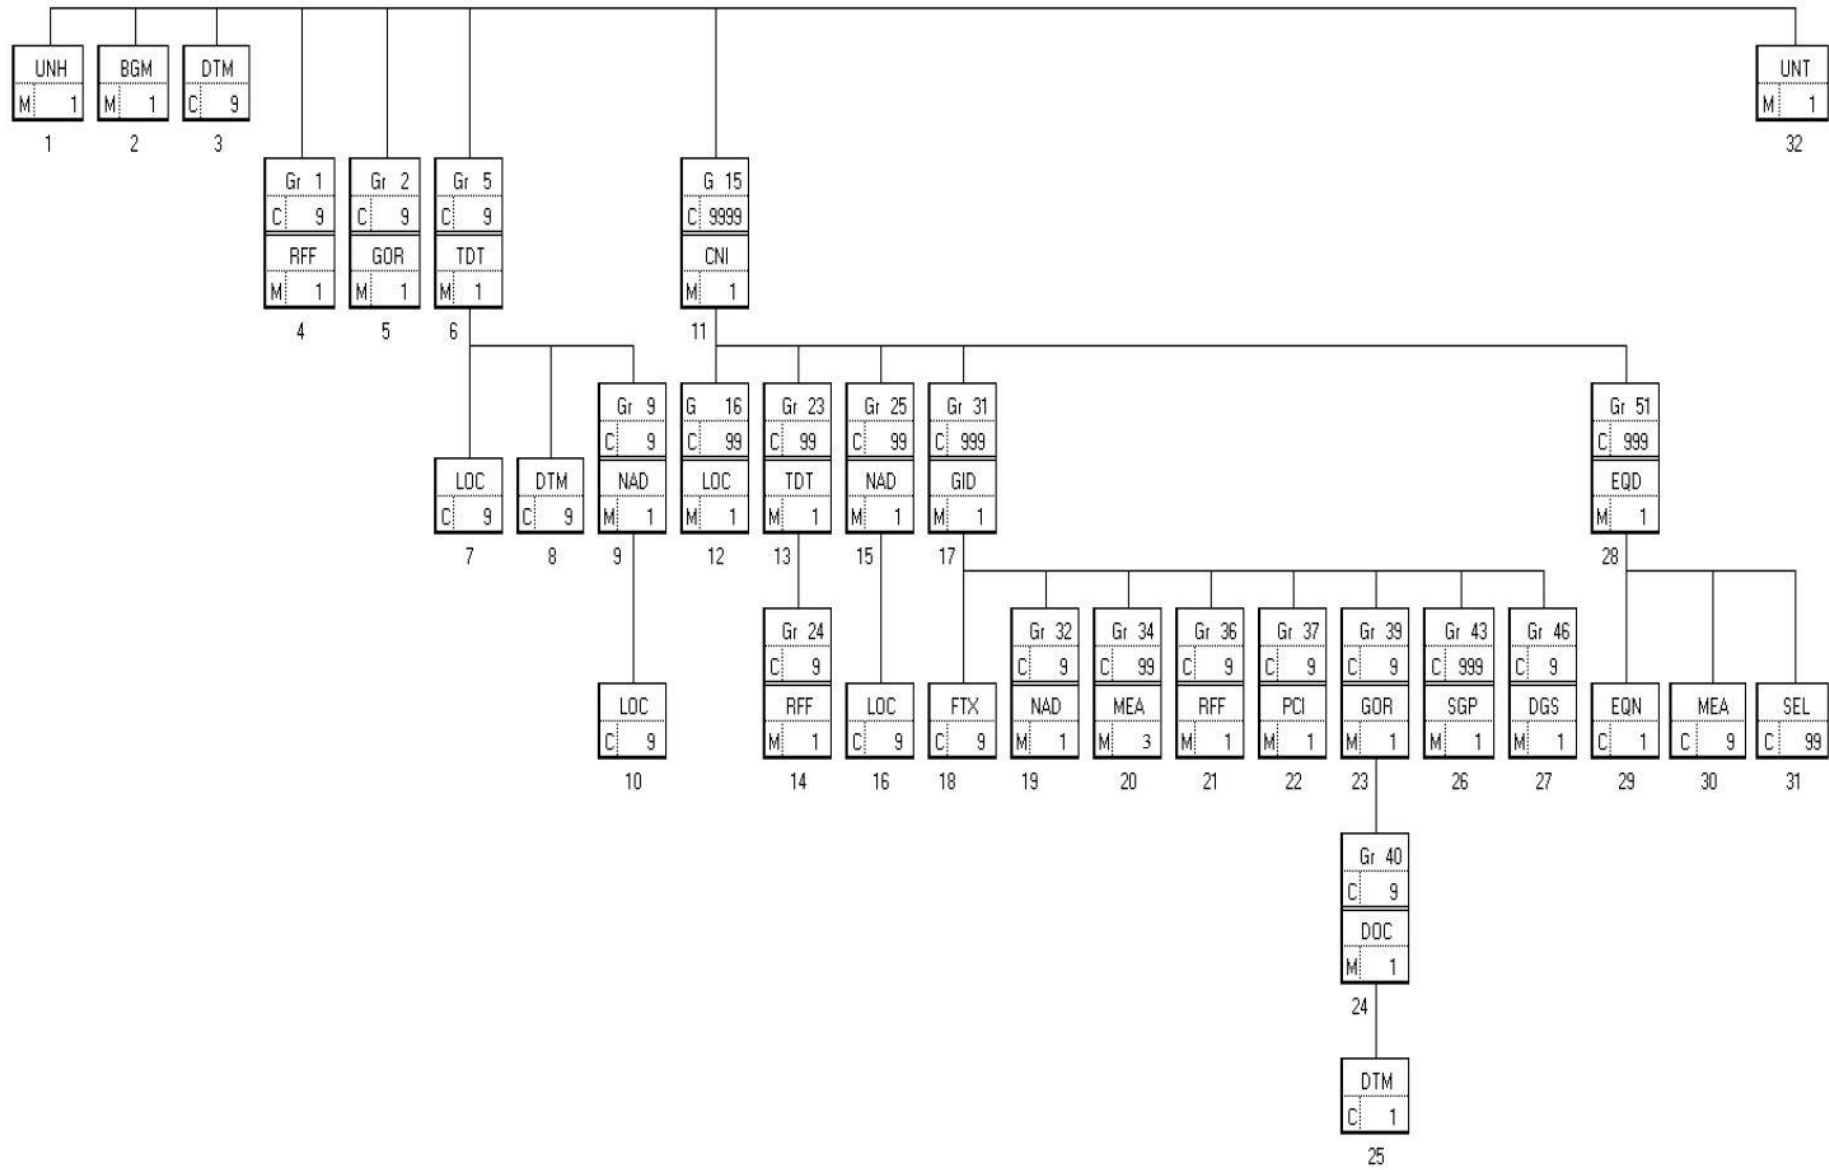 UNH BGM DTM UNT
M 1 M 1 C 9 M 1
1 2 3 32
Gr 1 Gr 2 Gr 5 G 15
C 9 C 9 C 9 C 9999
RFF GOR TDT CNI
M 1 M 1 M 1 M 1
4 5 6 11
Gr 9 G 16 Gr 23 Gr 25 Gr 31 Gr 51
C 9 C 99 C 99 C 99 C 999 C 999
LOC DTM NAD LOC TDT NAD GID EQD
C 9 C 9 M 1 M 1 M 1 M 1 M 1 M 1
7 8 9 12 13 15 17 28
Gr 24 Gr 32 Gr 34 Gr 36 Gr 37 Gr 39 Gr 43 Gr 46
C 9 C 9 C 99 C 9 C 9 C 9 C 999 C 9
LOC RFF LOC FTX NAD MEA RFF PCI GOR SGP DGS EQN MEA SEL
C 9 M 1 C 9 C 9 M 1 M 3 M 1 M 1 M 1 M 1 M 1 C 1 C 9 C 99
10 14 16 18 19 20 21 22 23 26 27 29 30 31
Gr 40
C 9
DOC
M 1
24
DTM
C 1
25